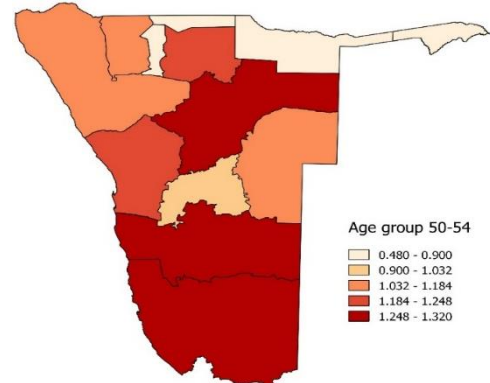 Age group 50-54
0.480 - 0.900
0.900 - 1.032
1.032 - 1.184
1.184 - 1.248
1.248 - 1.320